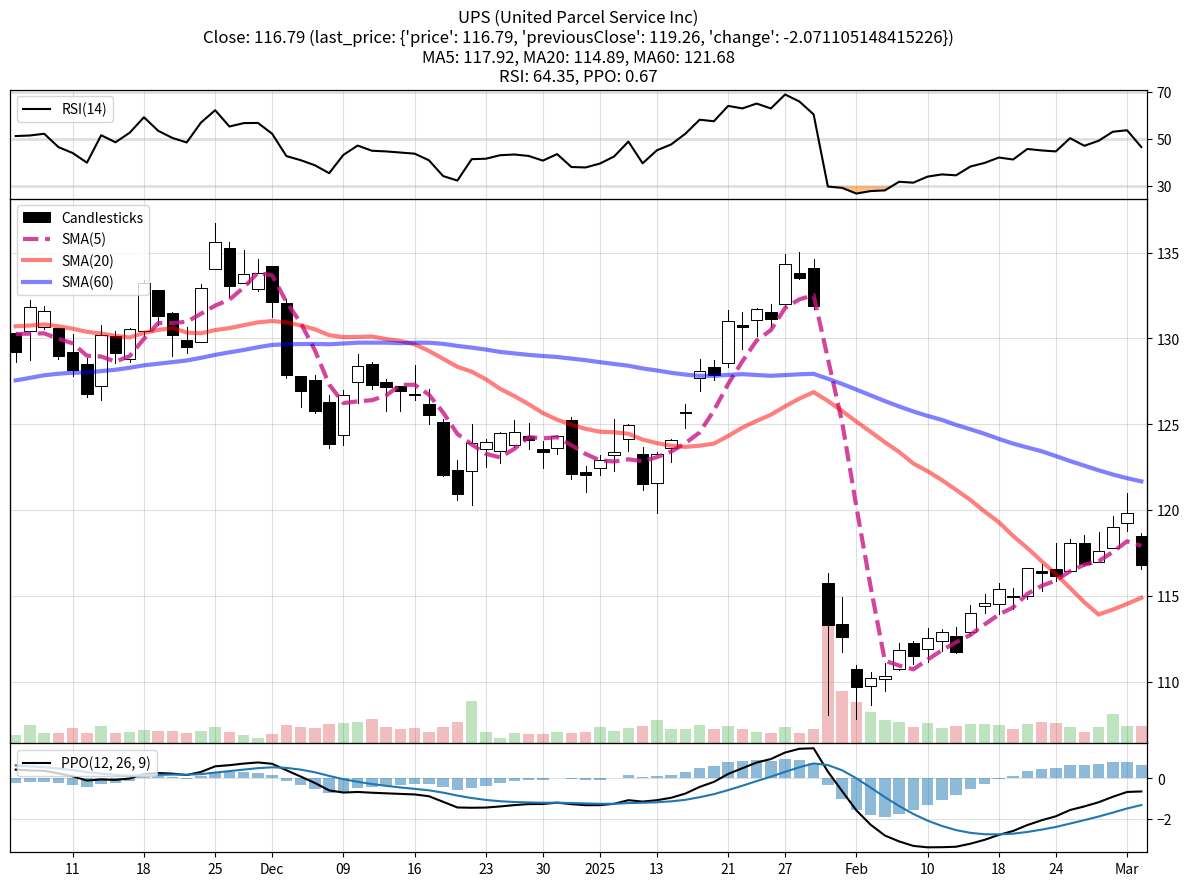 UPS (United Parcel Service Inc)
Close: 116.79 (last_price: {'price': 116.79, 'previousClose': 119.26, 'change': -2.071105148415226})
MA5: 117.92, MA20: 114.89, MA60: 121.68
RSI: 64.35, PPO: 0.67
RSI(14)
70
50
30
Candlesticks
SMA(5)
SMA(20)
SMA(60)
135
130
125
120
115
110
PPO(12, 26, 9)
0
−2
11 18 25 Dec 09 16 23 30 2025 13 21 27 Feb 10 18 24 Mar